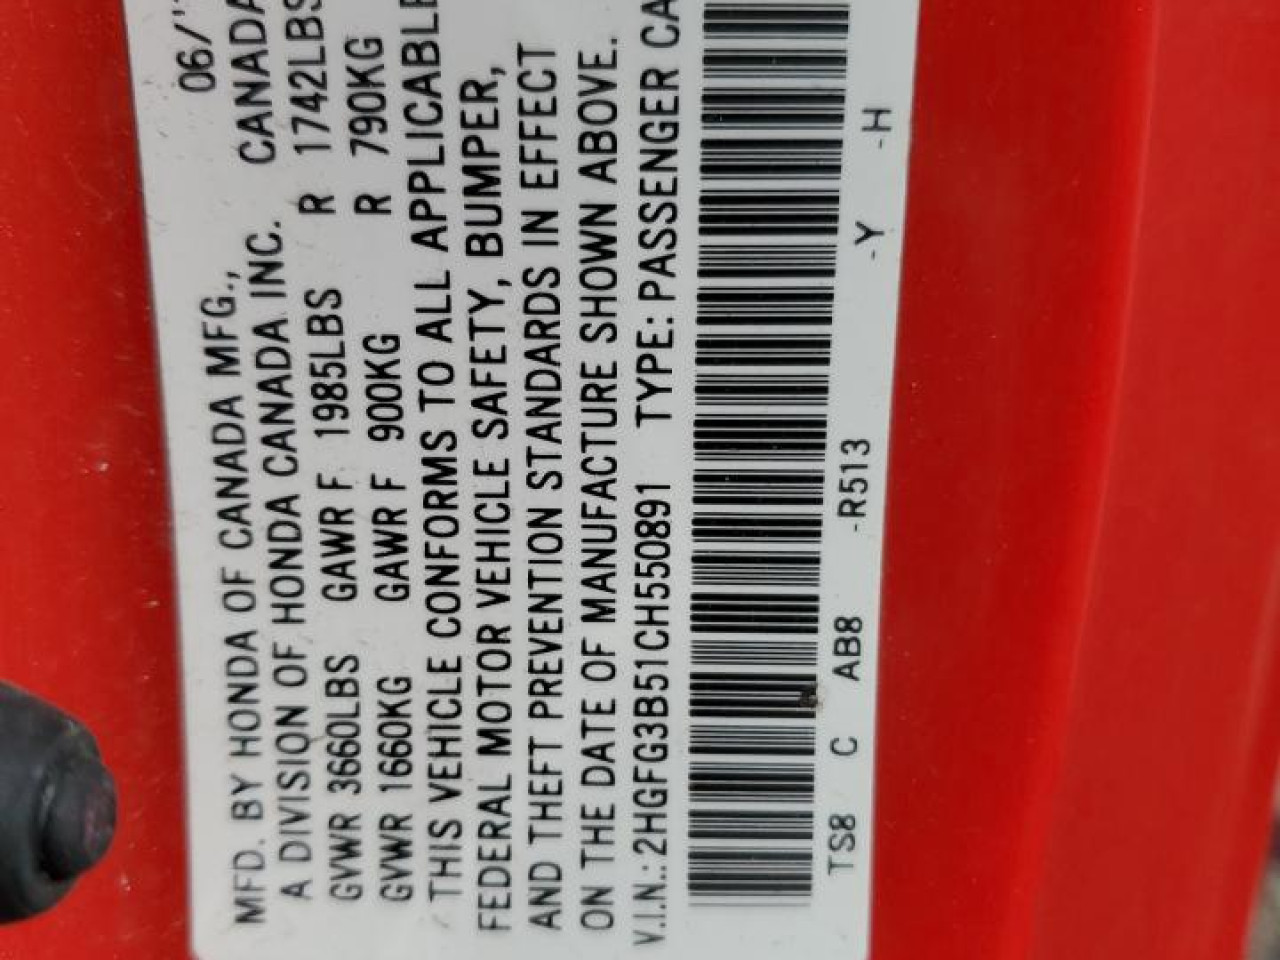 06/
MFD. BY HONDA OF CANADA MFG., CANADA
A DIVISION OF HONDA CANADA INC.
GVWR 3660LBS GAWR F 1985LBS R 1742LBS
GVWR 1660KG GAWR F 900KG R 790KG
THIS VEHICLE CONFORMS TO ALL APPLICABLE
FEDERAL MOTOR VEHICLE SAFETY, BUMPER,
AND THEFT PREVENTION STANDARDS IN EFFECT
ON THE DATE OF MANUFACTURE SHOWN ABOVE.
V.I.N.: 2HGFG3B51CH550891 TYPE: PASSENGER CA
TS8 C AB8 -R513 -Y -H